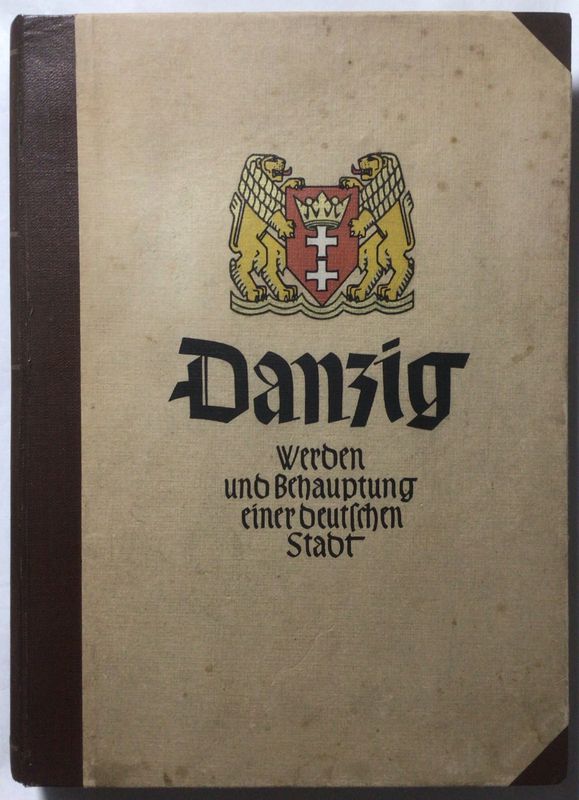 Danzig
Werden
und Behauptung
einer deutſchen
Stadt